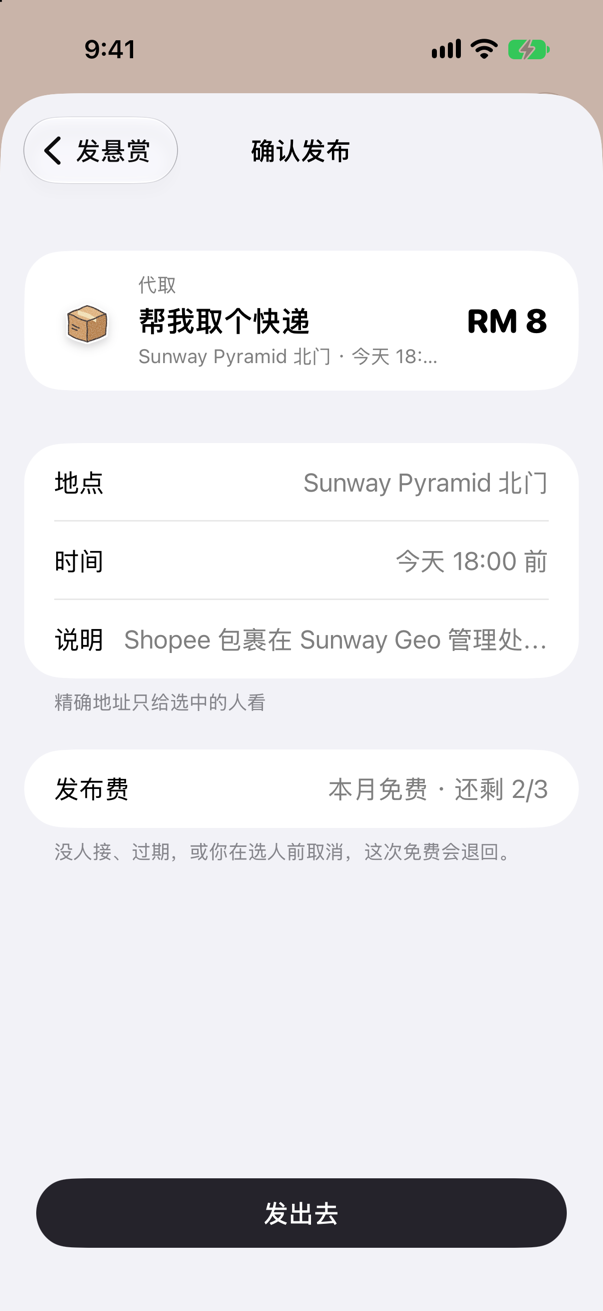 9:41
发悬赏
确认发布
代取
帮我取个快递
RM 8
Sunway Pyramid 北门 · 今天 18:...
地点
Sunway Pyramid 北门
时间
今天 18:00 前
说明
Shopee 包裹在 Sunway Geo 管理处...
精确地址只给选中的人看
发布费
本月免费 · 还剩 2/3
没人接、过期，或你在选人前取消，这次免费会退回。
发出去